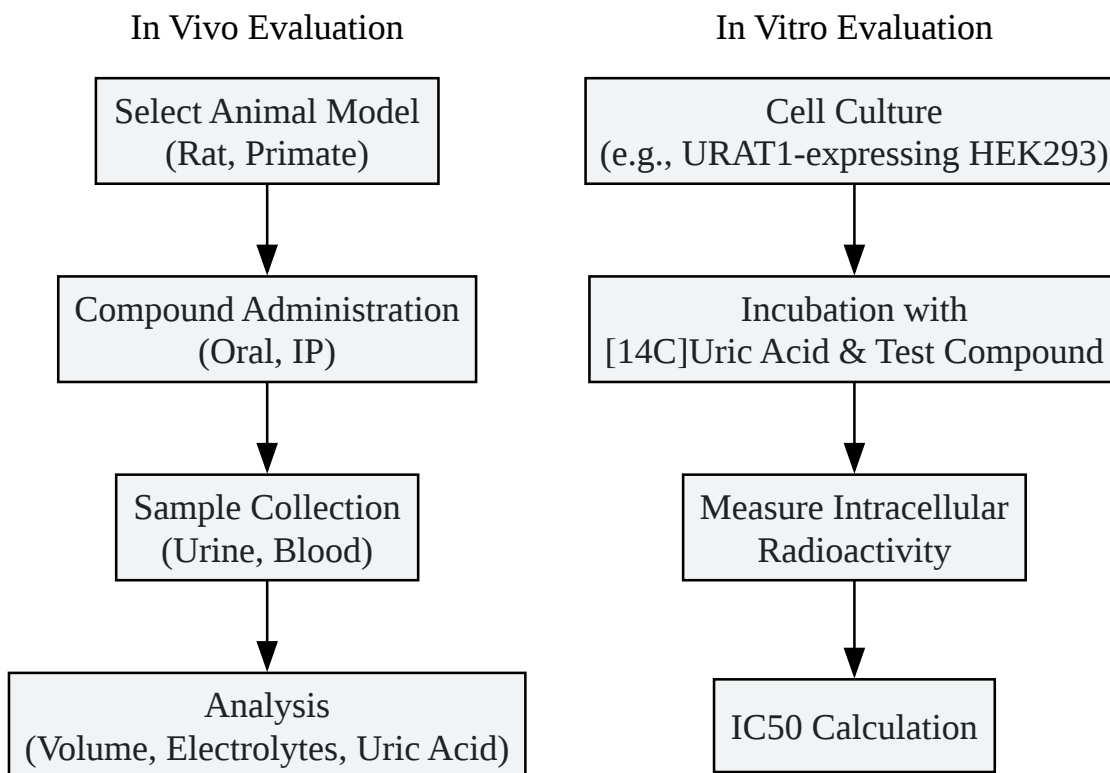 In Vivo Evaluation
Select Animal Model
(Rat, Primate)
Compound Administration
(Oral, IP)
Sample Collection
(Urine, Blood)
Analysis
(Volume, Electrolytes, Uric Acid)
In Vitro Evaluation
Cell Culture
(e.g., URAT1-expressing HEK293)
Incubation with
[14C]Uric Acid & Test Compound
Measure Intracellular
Radioactivity
IC50 Calculation